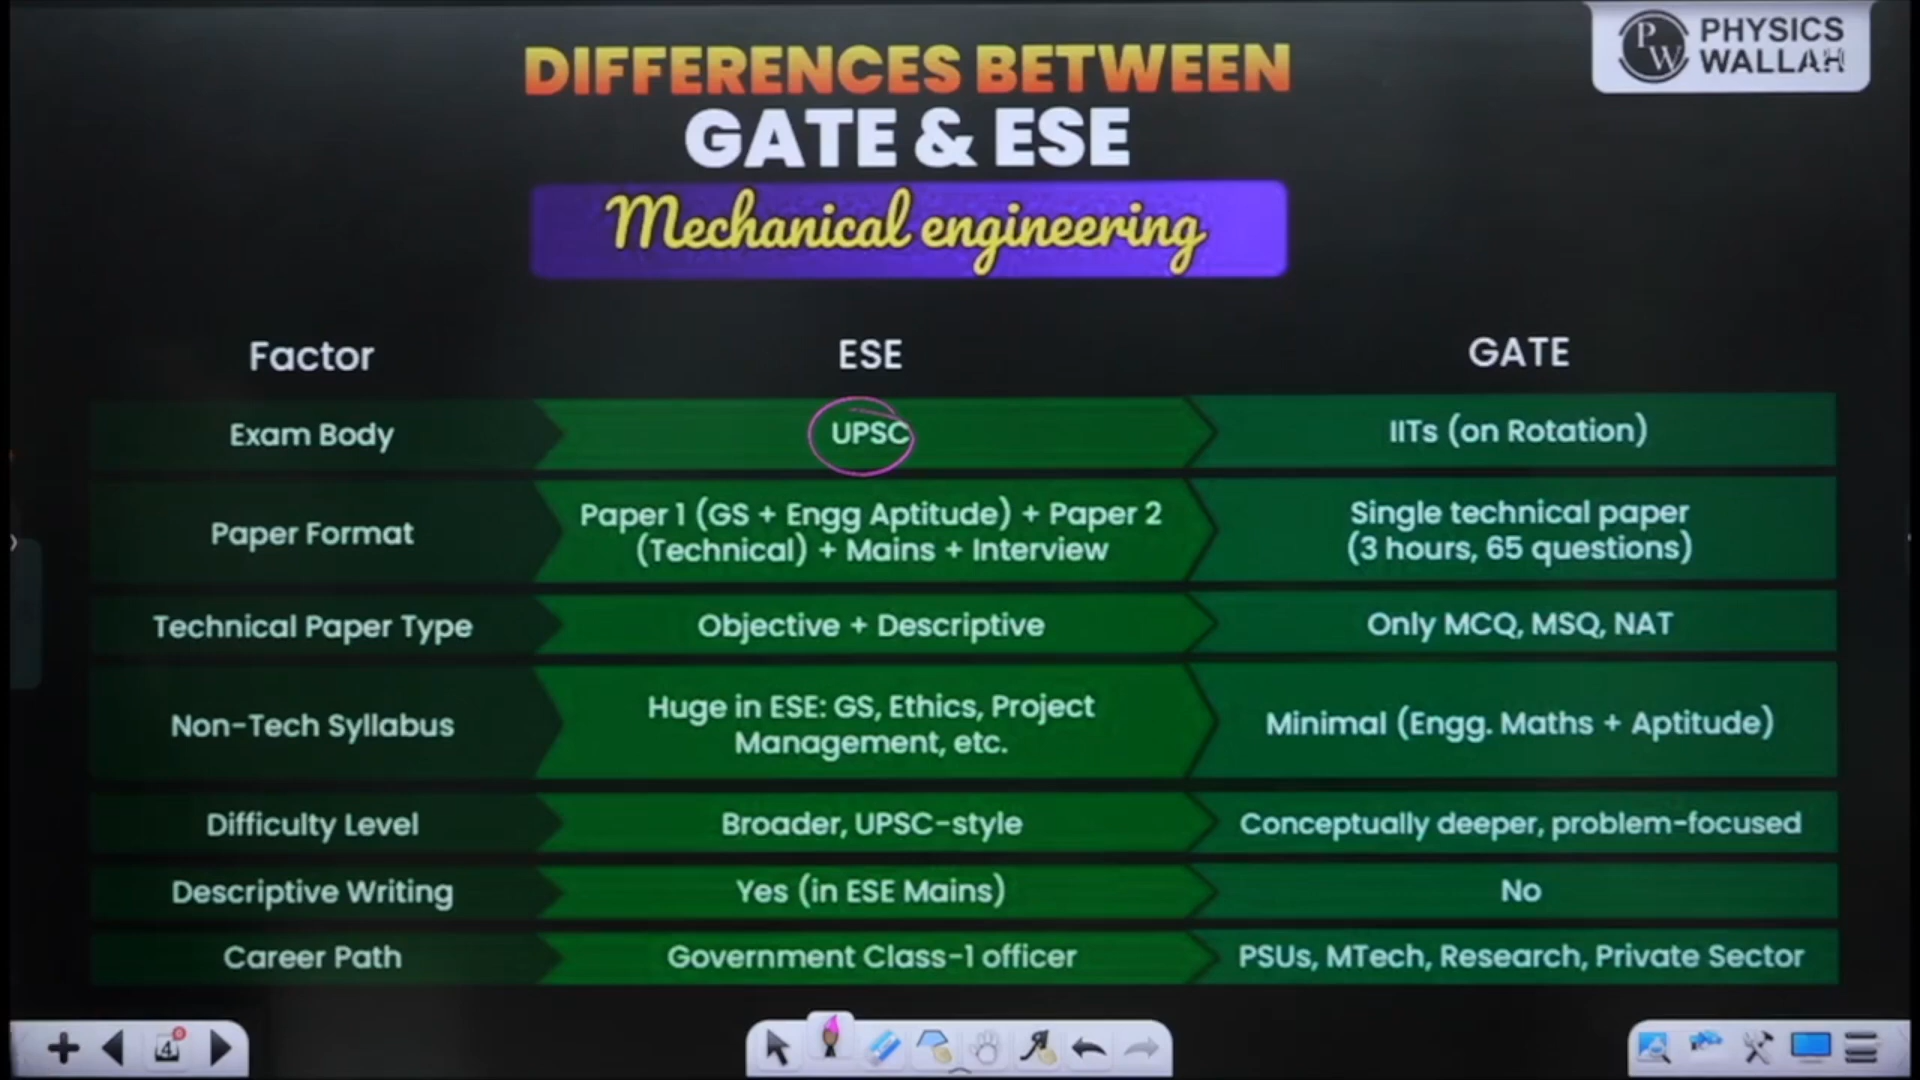 PHYSICS
WALLAH
DIFFERENCES BETWEEN
GATE & ESE
Mechanical engineering
Factor ESE GATE
Exam Body UPSC IITs (on Rotation)
Paper Format Paper 1 (GS + Engg Aptitude) + Paper 2 (Technical) + Mains + Interview Single technical paper (3 hours, 65 questions)
Technical Paper Type Objective + Descriptive Only MCQ, MSQ, NAT
Non-Tech Syllabus Huge in ESE: GS, Ethics, Project Management, etc. Minimal (Engg. Maths + Aptitude)
Difficulty Level Broader, UPSC-style Conceptually deeper, problem-focused
Descriptive Writing Yes (in ESE Mains) No
Career Path Government Class-1 officer PSUs, MTech, Research, Private Sector
4